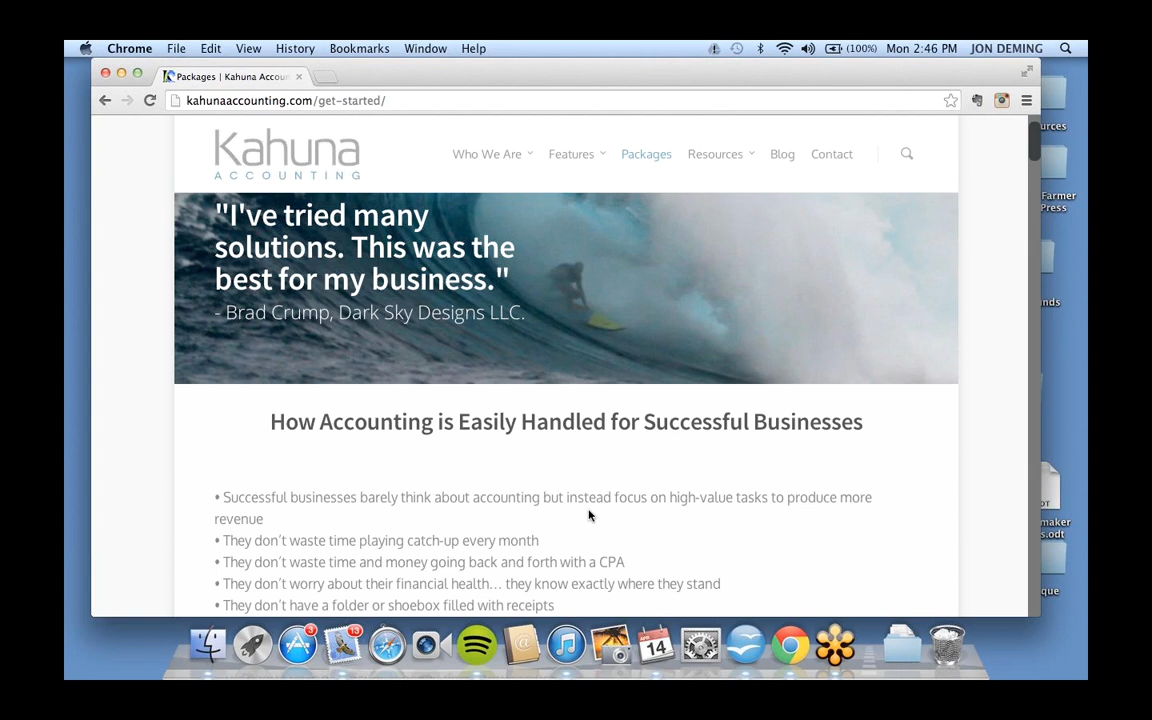 Chrome File Edit View History Bookmarks Window Help (100%) Mon 2:46 PM JON DEMING
Packages | Kahuna Accoun
kahunaaccounting.com/get-started/
Kahuna
ACCOUNTING
Who We Are Features Packages Resources Blog Contact
"I've tried many
solutions. This was the
best for my business."
- Brad Crump, Dark Sky Designs LLC.
How Accounting is Easily Handled for Successful Businesses
• Successful businesses barely think about accounting but instead focus on high-value tasks to produce more
revenue
• They don't waste time playing catch-up every month
• They don't waste time and money going back and forth with a CPA
• They don't worry about their financial health… they know exactly where they stand
• They don't have a folder or shoebox filled with receipts
urces
Farmer
Press
nds
maker
s.odt
que
3
13
14